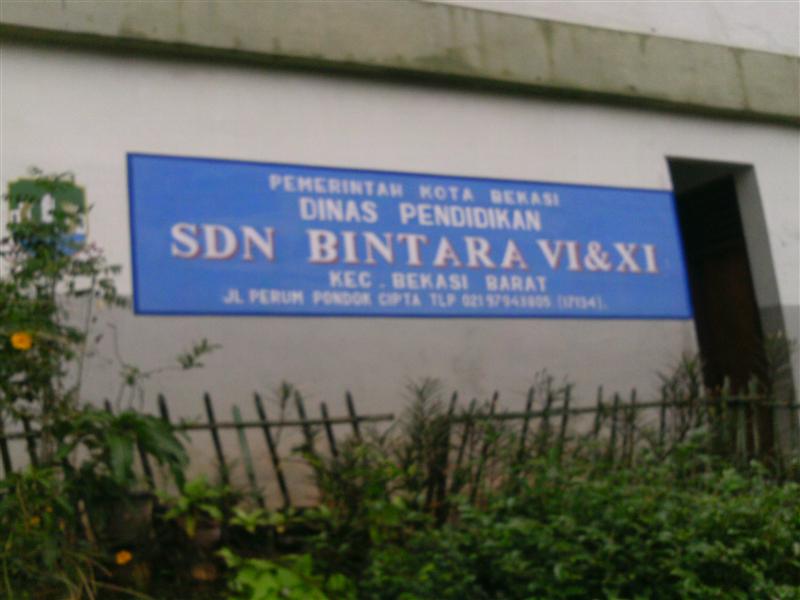 PEMERINTAH KOTA BEKASI
DINAS PENDIDIKAN
SDN BINTARA VI&XI
KEC. BEKASI BARAT
JL PERUM PONDOK CIPTA TLP 021 (17134).